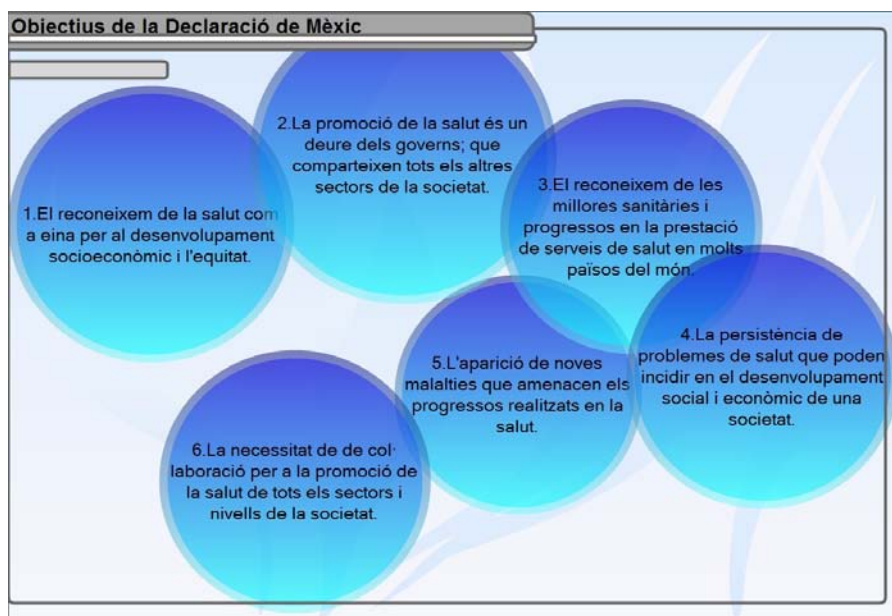 Objectius de la Declaració de Mèxic
1.El reconeixem de la salut com
a eina per al desenvolupament
socioeconòmic i l'equitat.
2.La promoció de la salut és un
deure dels governs; que
comparteixen tots els altres
sectors de la societat.
3.El reconeixem de les
millores sanitàries i
progressos en la prestació
de serveis de salut en molts
països del món.
4.La persistència de
problemes de salut que poden
incidir en el desenvolupament
social i econòmic de una
societat.
5.L'aparició de noves
malalties que amenacen els
progressos realitzats en la
salut.
6.La necessitat de de col·
laboració per a la promoció de
la salut de tots els sectors i
nivells de la societat.